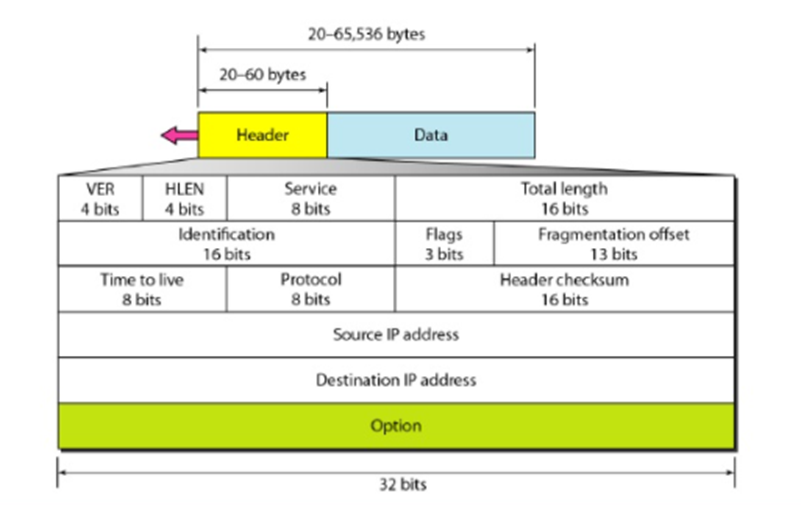 20–65,536 bytes
20–60 bytes
Header Data
VER HLEN Service Total length
4 bits 4 bits 8 bits 16 bits
Identification Flags Fragmentation offset
16 bits 3 bits 13 bits
Time to live Protocol Header checksum
8 bits 8 bits 16 bits
Source IP address
Destination IP address
Option
32 bits